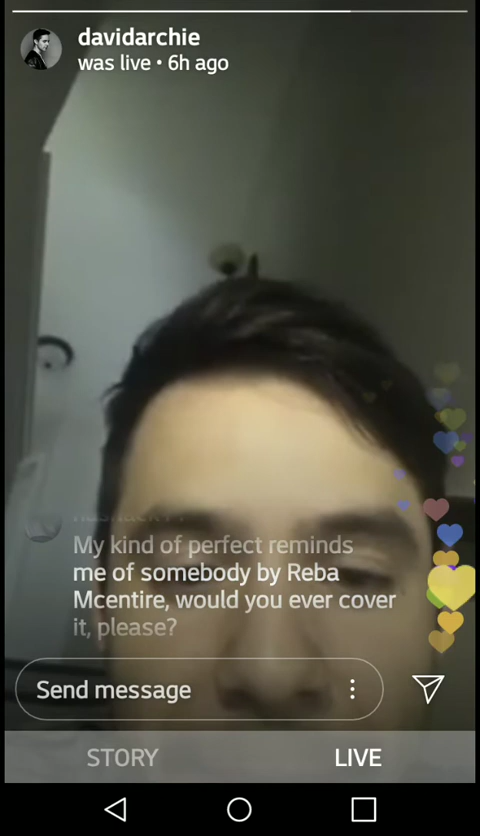 davidarchie
was live • 6h ago
My kind of perfect reminds
me of somebody by Reba
Mcentire, would you ever cover
it, please?
Send message
STORY
LIVE